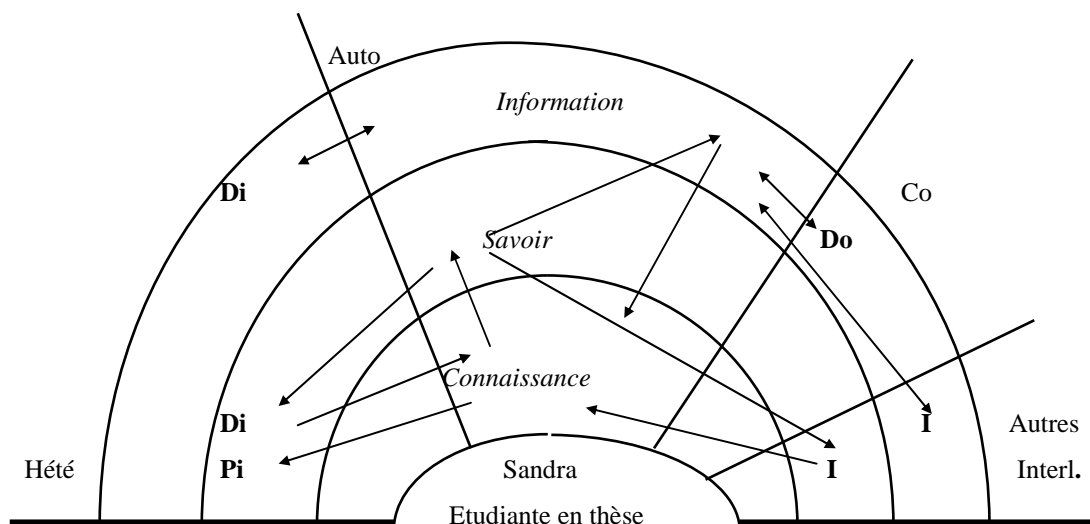 Auto
Information
Di
Co
Savoir
Do
Connaissance
Di
I
I
Autres
Hété
Pi
Sandra
Interl.
Etudiante en thèse